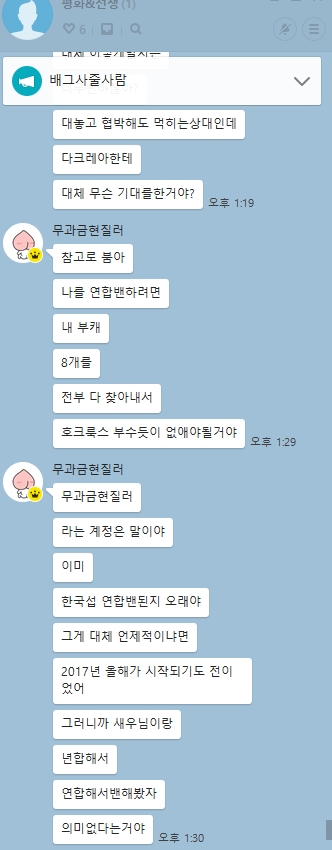 평화&선생 (1)
6
배그사줄사람
대놓고 협박해도 먹히는상대인데
다크레아한테
대체 무슨 기대를한거야?
오후 1:19
무과금현질러
참고로 붐아
나를 연합밴하려면
내 부캐
8개를
전부 다 찾아내서
호크룩스 부수듯이 없애야될거야
오후 1:29
무과금현질러
무과금현질러
라는 계정은 말이야
이미
한국섭 연합밴된지 오래야
그게 대체 언제적이냐면
2017년 올해가 시작되기도 전이
었어
그러니까 새우님이랑
년합해서
연합해서밴해봤자
의미없다는거야
오후 1:30